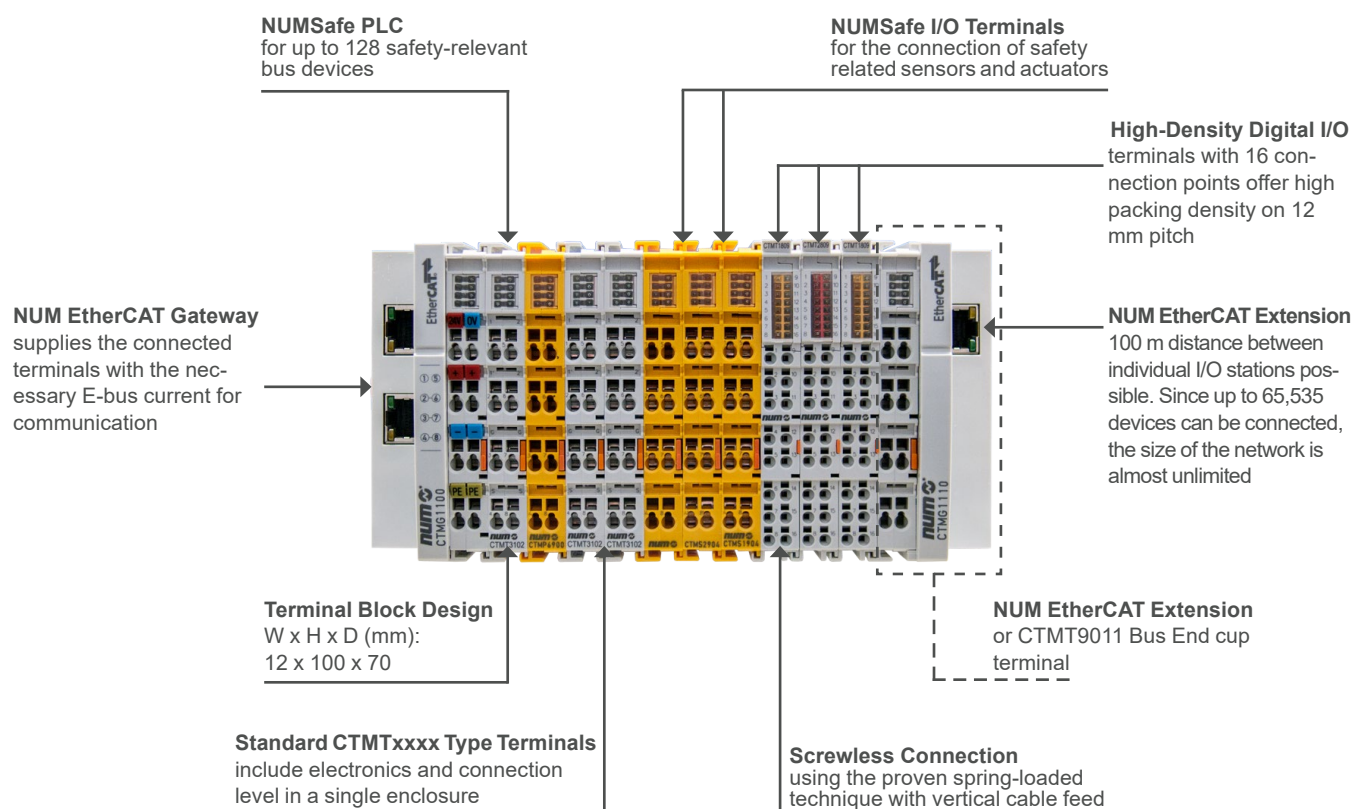 NUMSafe PLC
for up to 128 safety-relevant
bus devices
NUMSafe I/O Terminals
for the connection of safety
related sensors and actuators
High-Density Digital I/O
terminals with 16 con-
nection points offer high
packing density on 12
mm pitch
NUM EtherCAT Gateway
supplies the connected
terminals with the nec-
essary E-bus current for
communication
NUM EtherCAT Extension
100 m distance between
individual I/O stations pos-
sible. Since up to 65,535
devices can be connected,
the size of the network is
almost unlimited
EtherCAT
24V 0V
+ +
- -
PE PE
num
CTMG1100
num
CTMT3102
CTMP6900
num
CTMT3102
num
CTMT3102
num
CTMS2904
CTMS1904
CTMT1809
CTMT2809
CTMT1809
num
num
num
EtherCAT
num
CTMG1110
Terminal Block Design
W x H x D (mm):
12 x 100 x 70
NUM EtherCAT Extension
or CTMT9011 Bus End cup
terminal
Standard CTMTxxxx Type Terminals
include electronics and connection
level in a single enclosure
Screwless Connection
using the proven spring-loaded
technique with vertical cable feed